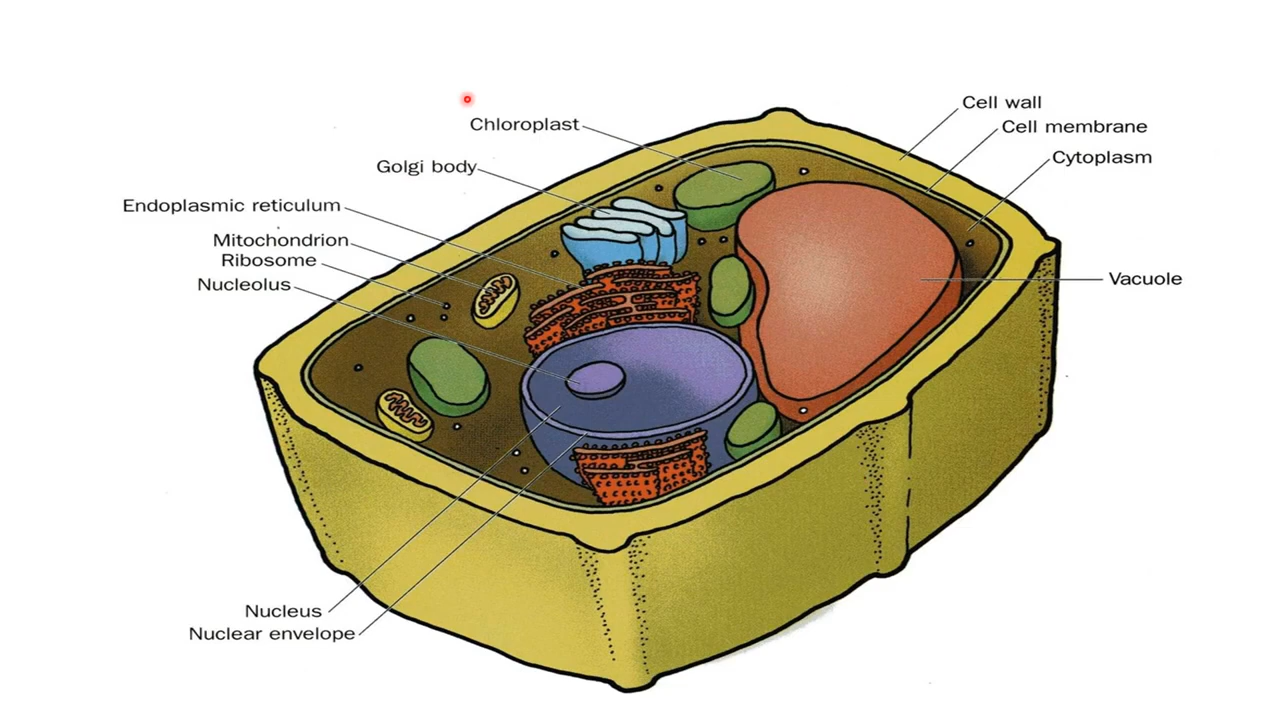 Cell wall
Chloroplast
Cell membrane
Cytoplasm
Golgi body
Endoplasmic reticulum
Mitochondrion
Ribosome
Nucleolus
Vacuole
Nucleus
Nuclear envelope